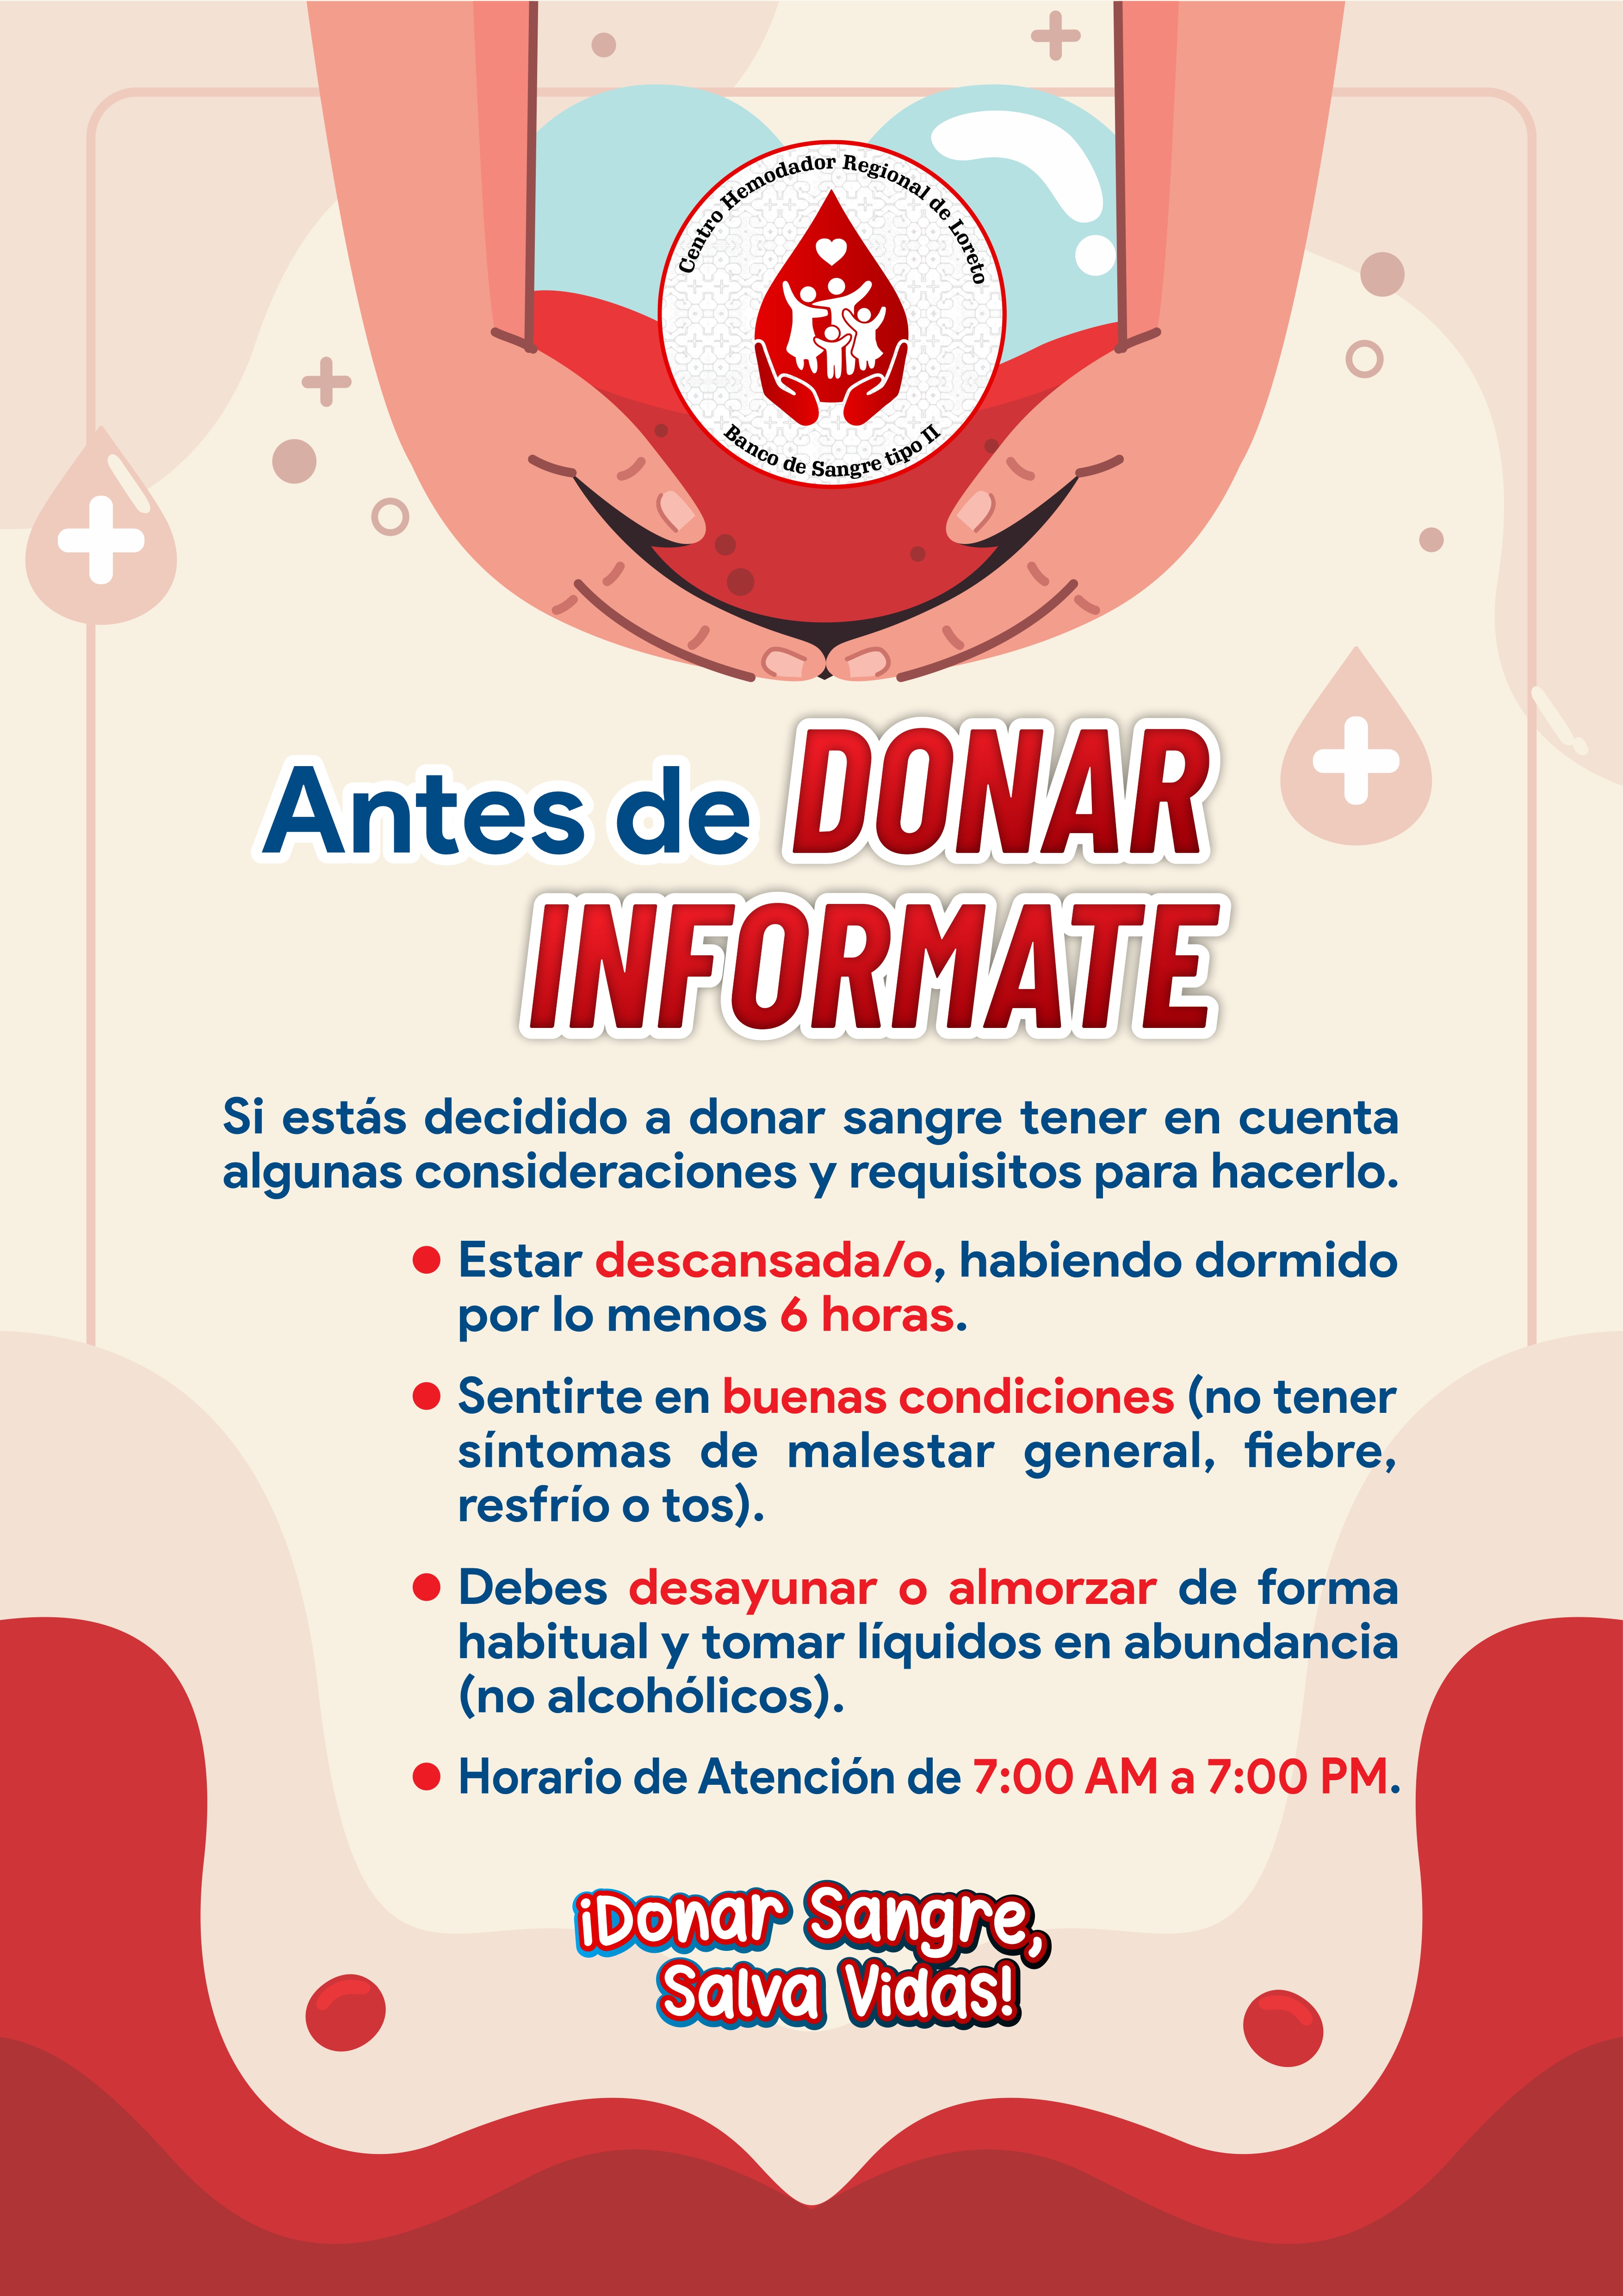 Centro Hemodador Regional de Loreto
Banco de Sangre tipo II
Antes de DONAR
INFORMATE
Si estás decidido a donar sangre tener en cuenta
algunas consideraciones y requisitos para hacerlo.
Estar descansada/o, habiendo dormido
por lo menos 6 horas.
Sentirte en buenas condiciones (no tener
síntomas de malestar general, fiebre,
resfrío o tos).
Debes desayunar o almorzar de forma
habitual y tomar líquidos en abundancia
(no alcohólicos).
Horario de Atención de 7:00 AM a 7:00 PM.
¡Donar Sangre,
Salva Vidas!